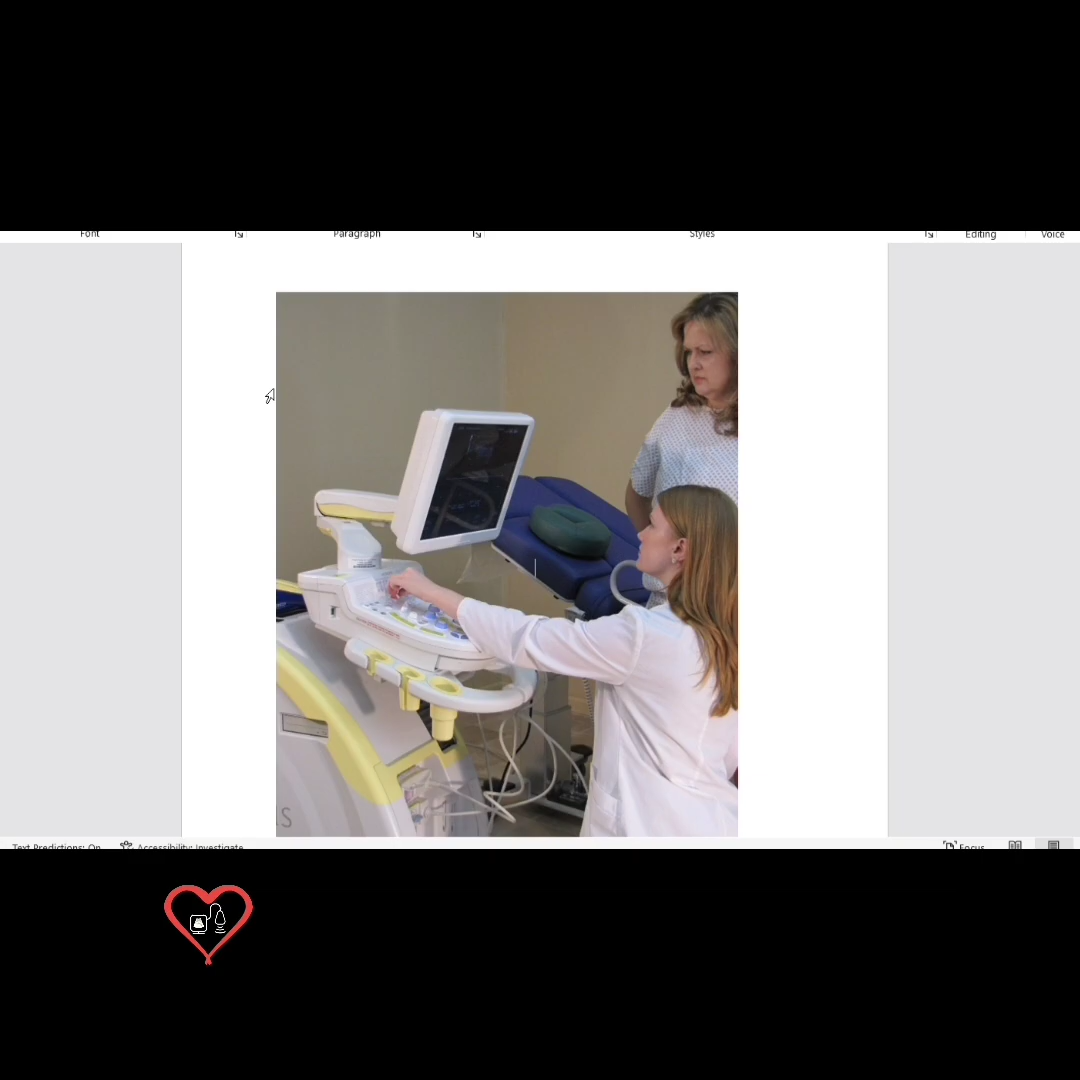 Font Paragraph Styles Editing Voice
Text Predictions: On Accessibility: Investigate Focus